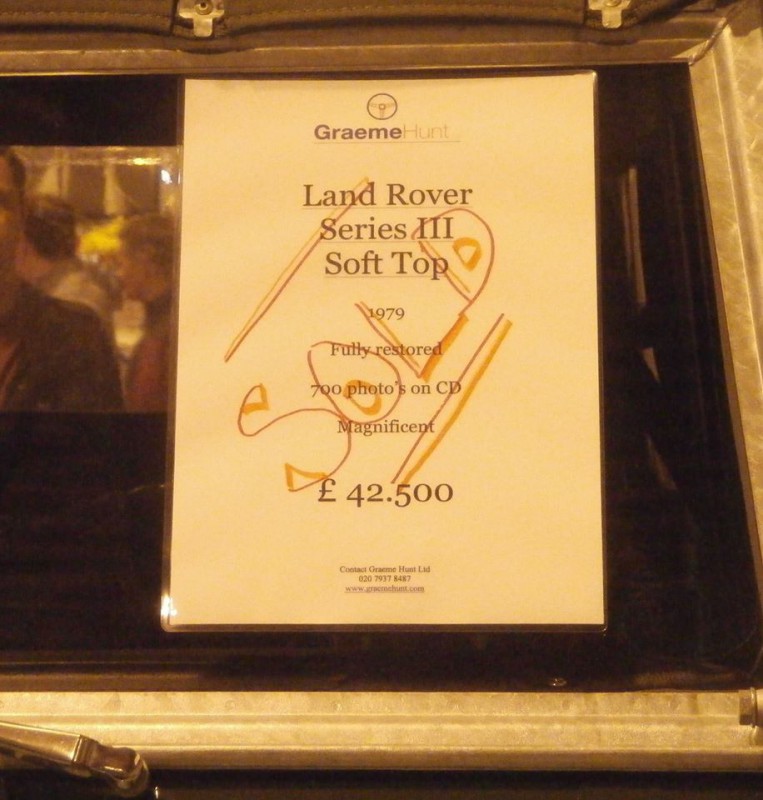 GraemeHunt
Land Rover
Series III
Soft Top
1979
Fully restored
700 photo's on CD
Magnificent
SOLD
£ 42.500
Contact Graeme Hunt Ltd
020 7937 8487
www.graemehunt.com